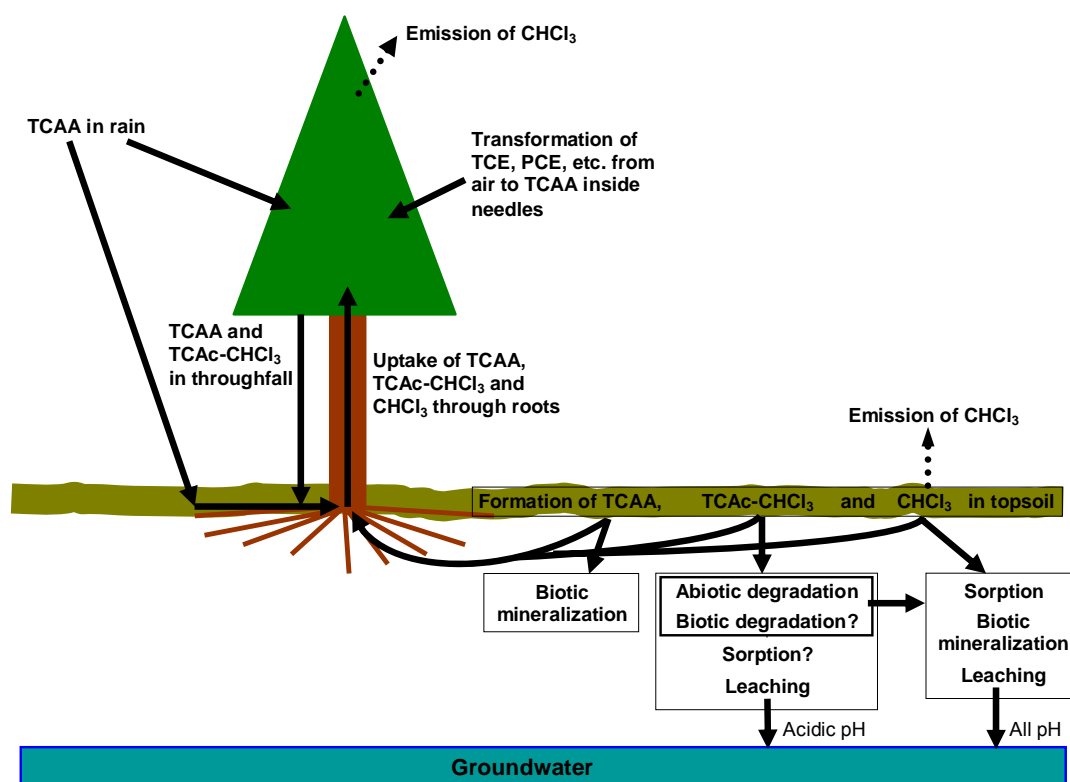 Emission of CHCl₃
TCAA in rain
Transformation of
TCE, PCE, etc. from
air to TCAA inside
needles
TCAA and
TCAc-CHCl₃
in throughfall
Uptake of TCAA,
TCAc-CHCl₃ and
CHCl₃ through roots
Emission of CHCl₃
Formation of TCAA, TCAc-CHCl₃ and CHCl₃ in topsoil
Biotic
mineralization
Abiotic degradation
Biotic degradation?
Sorption?
Leaching
Sorption
Biotic
mineralization
Leaching
Acidic pH
All pH
Groundwater